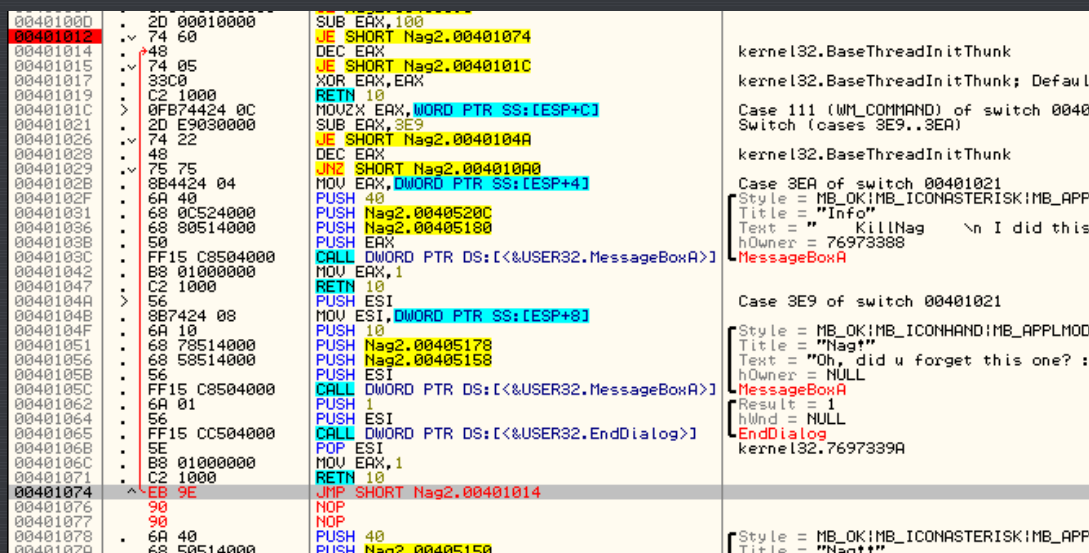 0040100D . 2D 00010000 SUB EAX,100
00401012 .v 74 60 JE SHORT Nag2.00401074
00401014 . 48 DEC EAX kernel32.BaseThreadInitThunk
00401015 .v 74 05 JE SHORT Nag2.0040101C
00401017 . 33C0 XOR EAX,EAX kernel32.BaseThreadInitThunk; Defaul
00401019 . C2 1000 RETN 10
0040101C > 0FB74424 0C MOVZX EAX,WORD PTR SS:[ESP+C] Case 111 (WM_COMMAND) of switch 0040
00401021 . 2D E9030000 SUB EAX,3E9 Switch (cases 3E9..3EA)
00401026 .v 74 22 JE SHORT Nag2.0040104A
00401028 . 48 DEC EAX kernel32.BaseThreadInitThunk
00401029 .v 75 75 JNZ SHORT Nag2.004010A0
0040102B . 8B4424 04 MOV EAX,DWORD PTR SS:[ESP+4] Case 3EA of switch 00401021
0040102F . 6A 40 PUSH 40 Style = MB_OK|MB_ICONASTERISK|MB_APP
00401031 . 68 0C524000 PUSH Nag2.0040520C Title = "Info"
00401036 . 68 80514000 PUSH Nag2.00405180 Text = " KillNag \n I did this
0040103B . 50 PUSH EAX hOwner = 76973388
0040103C . FF15 C8504000 CALL DWORD PTR DS:[<&USER32.MessageBoxA>] MessageBoxA
00401042 . B8 01000000 MOV EAX,1
00401047 . C2 1000 RETN 10
0040104A > 56 PUSH ESI Case 3E9 of switch 00401021
0040104B . 8B7424 08 MOV ESI,DWORD PTR SS:[ESP+8]
0040104F . 6A 10 PUSH 10 Style = MB_OK|MB_ICONHAND|MB_APPLMOD
00401051 . 68 78514000 PUSH Nag2.00405178 Title = "Nag!"
00401056 . 68 58514000 PUSH Nag2.00405158 Text = "Oh, did u forget this one? :
0040105B . 56 PUSH ESI hOwner = NULL
0040105C . FF15 C8504000 CALL DWORD PTR DS:[<&USER32.MessageBoxA>] MessageBoxA
00401062 . 6A 01 PUSH 1 Result = 1
00401064 . 56 PUSH ESI hWnd = NULL
00401065 . FF15 CC504000 CALL DWORD PTR DS:[<&USER32.EndDialog>] EndDialog
0040106B . 5E POP ESI kernel32.7697339A
0040106C . B8 01000000 MOV EAX,1
00401071 . C2 1000 RETN 10
00401074 ^ EB 9E JMP SHORT Nag2.00401014
00401076 90 NOP
00401077 90 NOP
00401078 . 6A 40 PUSH 40 Style = MB_OK|MB_ICONASTERISK|MB_APP
0040107A . 68 50514000 PUSH Nag2.00405150 Title = "Nag!!"